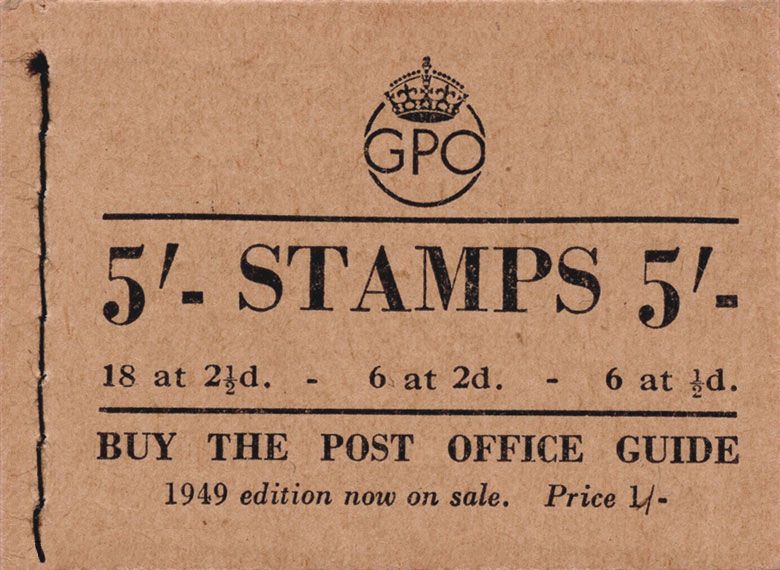 GPO
5/- STAMPS 5/-
18 at 2½d. - 6 at 2d. - 6 at ½d.
BUY THE POST OFFICE GUIDE
1949 edition now on sale. Price 1/-